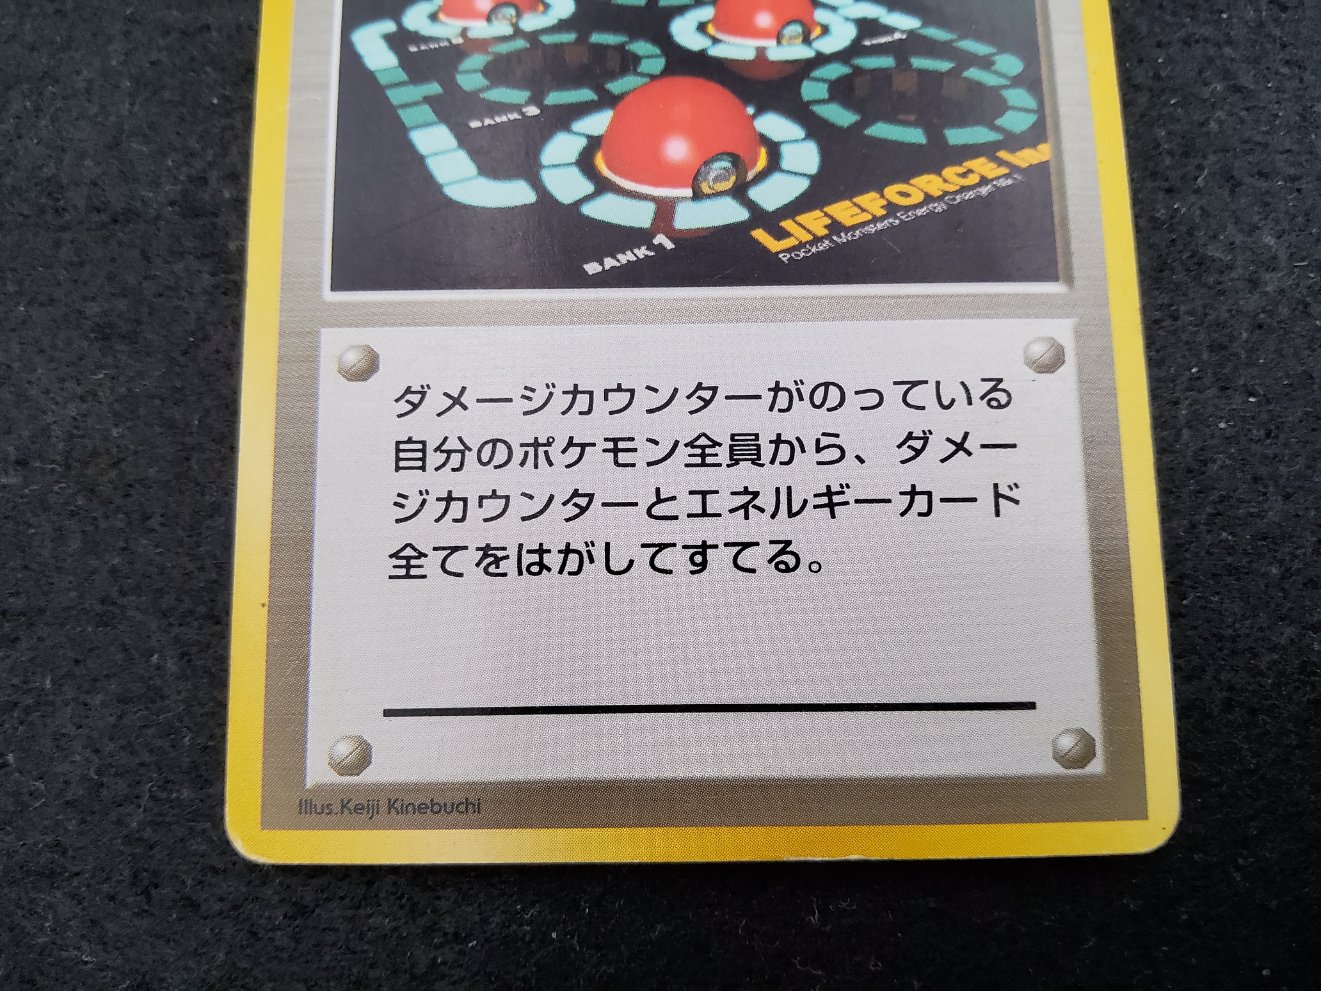 BANK 3
BANK 1
LIFEFORCE Inc
Pocket Monsters Energy Charger Nr. 1
ダメージカウンターがのっている
自分のポケモン全員から、ダメー
ジカウンターとエネルギーカード
全てをはがしてすてる。
Illus.Keiji Kinebuchi